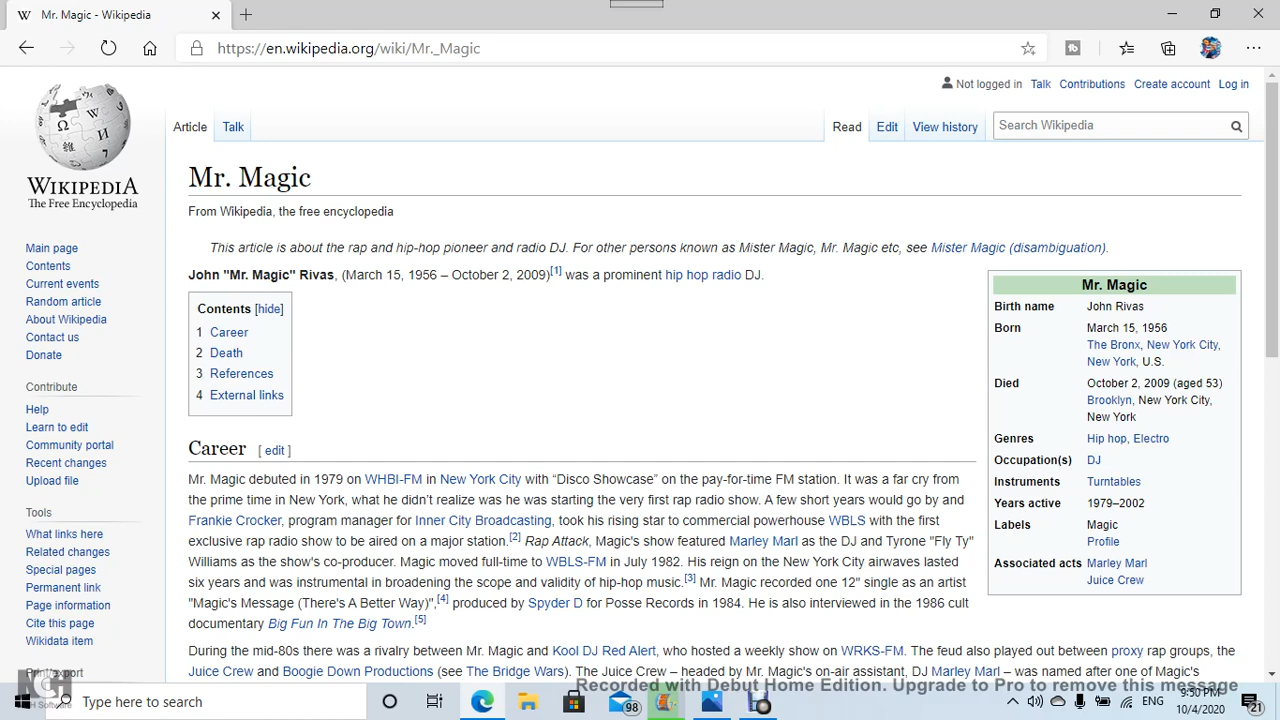 Mr. Magic - Wikipedia
https://en.wikipedia.org/wiki/Mr._Magic
Not logged in Talk Contributions Create account Log in
Article Talk Read Edit View history Search Wikipedia
WIKIPEDIA
The Free Encyclopedia
Main page
Contents
Current events
Random article
About Wikipedia
Contact us
Donate
Contribute
Help
Learn to edit
Community portal
Recent changes
Upload file
Tools
What links here
Related changes
Special pages
Permanent link
Page information
Cite this page
Wikidata item
Print/export
Mr. Magic
From Wikipedia, the free encyclopedia
This article is about the rap and hip-hop pioneer and radio DJ. For other persons known as Mister Magic, Mr. Magic etc, see Mister Magic (disambiguation).
John "Mr. Magic" Rivas, (March 15, 1956 – October 2, 2009)[1] was a prominent hip hop radio DJ.
Contents [hide]
1 Career
2 Death
3 References
4 External links
Mr. Magic
Birth name John Rivas
Born March 15, 1956
The Bronx, New York City,
New York, U.S.
Died October 2, 2009 (aged 53)
Brooklyn, New York City,
New York
Genres Hip hop, Electro
Occupation(s) DJ
Instruments Turntables
Years active 1979–2002
Labels Magic
Profile
Associated acts Marley Marl
Juice Crew
Career [ edit ]
Mr. Magic debuted in 1979 on WHBI-FM in New York City with “Disco Showcase” on the pay-for-time FM station. It was a far cry from
the prime time in New York, what he didn’t realize was he was starting the very first rap radio show. A few short years would go by and
Frankie Crocker, program manager for Inner City Broadcasting, took his rising star to commercial powerhouse WBLS with the first
exclusive rap radio show to be aired on a major station.[2] Rap Attack, Magic's show featured Marley Marl as the DJ and Tyrone "Fly Ty"
Williams as the show's co-producer. Magic moved full-time to WBLS-FM in July 1982. His reign on the New York City airwaves lasted
six years and was instrumental in broadening the scope and validity of hip-hop music.[3] Mr. Magic recorded one 12" single as an artist
"Magic's Message (There's A Better Way)",[4] produced by Spyder D for Posse Records in 1984. He is also interviewed in the 1986 cult
documentary Big Fun In The Big Town.[5]
During the mid-80s there was a rivalry between Mr. Magic and Kool DJ Red Alert, who hosted a weekly show on WRKS-FM. The feud also played out between proxy rap groups, the
Juice Crew and Boogie Down Productions (see The Bridge Wars). The Juice Crew – headed by Mr. Magic's on-air assistant, DJ Marley Marl – was named after one of Magic's
Recorded with Debut Home Edition. Upgrade to Pro to remove this message
Type here to search
98
ENG
9:50 PM
10/4/2020
21